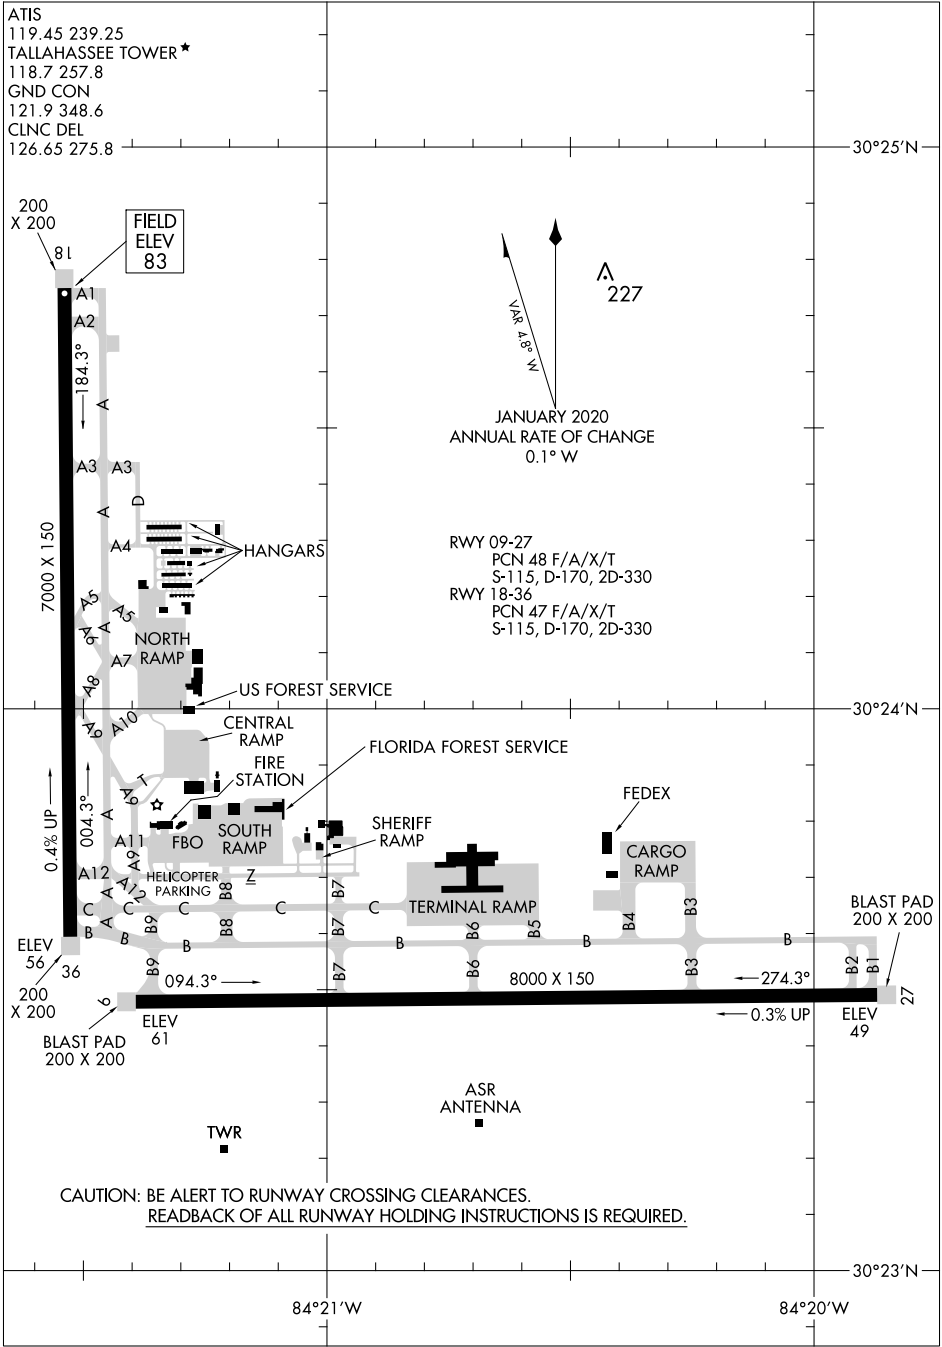 ATIS
119.45 239.25
TALLAHASSEE TOWER★
118.7 257.8
GND CON
121.9 348.6
CLNC DEL
126.65 275.8
30°25'N
200
X 200
18
FIELD
ELEV
83
227
VAR 4.8° W
JANUARY 2020
ANNUAL RATE OF CHANGE
0.1° W
A1
A2
184.3°
A
A3
A3
D
A
A4
HANGARS
7000 X 150
RWY 09-27
PCN 48 F/A/X/T
S-115, D-170, 2D-330
RWY 18-36
PCN 47 F/A/X/T
S-115, D-170, 2D-330
A5
A5
A6
A
NORTH
RAMP
A7
A8
US FOREST SERVICE
30°24'N
A9
A10
CENTRAL
RAMP
FLORIDA FOREST SERVICE
FIRE
STATION
T
A9
0.4% UP
004.3°
A
FEDEX
SHERIFF
RAMP
A11
FBO
SOUTH
RAMP
CARGO
RAMP
A9
A12
A12
HELICOPTER
PARKING
B8
Z
B7
A
TERMINAL RAMP
BLAST PAD
200 X 200
C
C
C
C
C
A
B9
B8
B7
B6
B5
B4
B3
B
B
B
B
B
B
ELEV
56
36
200
X 200
B9
B7
B6
B3
B2
B1
094.3°
8000 X 150
274.3°
9
27
ELEV
61
0.3% UP
ELEV
49
BLAST PAD
200 X 200
ASR
ANTENNA
TWR
CAUTION: BE ALERT TO RUNWAY CROSSING CLEARANCES.
READBACK OF ALL RUNWAY HOLDING INSTRUCTIONS IS REQUIRED.
30°23'N
84°21'W
84°20'W